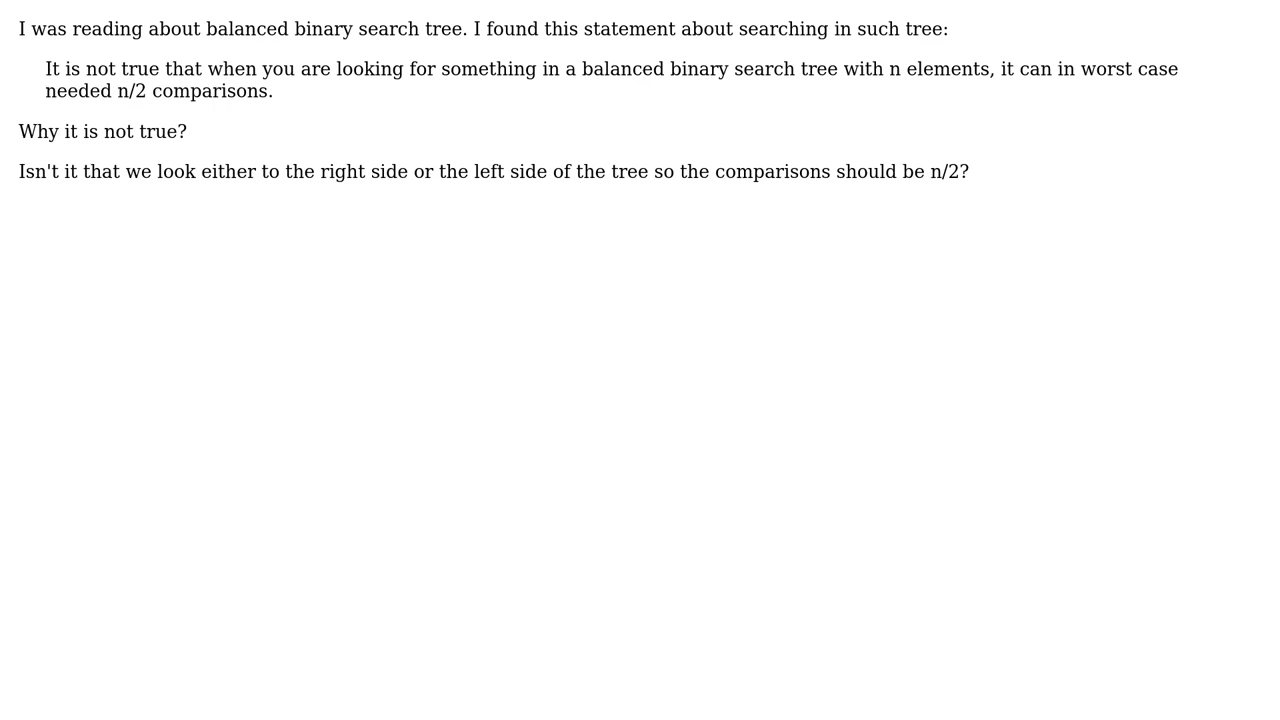 I was reading about balanced binary search tree. I found this statement about searching in such tree:
It is not true that when you are looking for something in a balanced binary search tree with n elements, it can in worst case
needed n/2 comparisons.
Why it is not true?
Isn't it that we look either to the right side or the left side of the tree so the comparisons should be n/2?